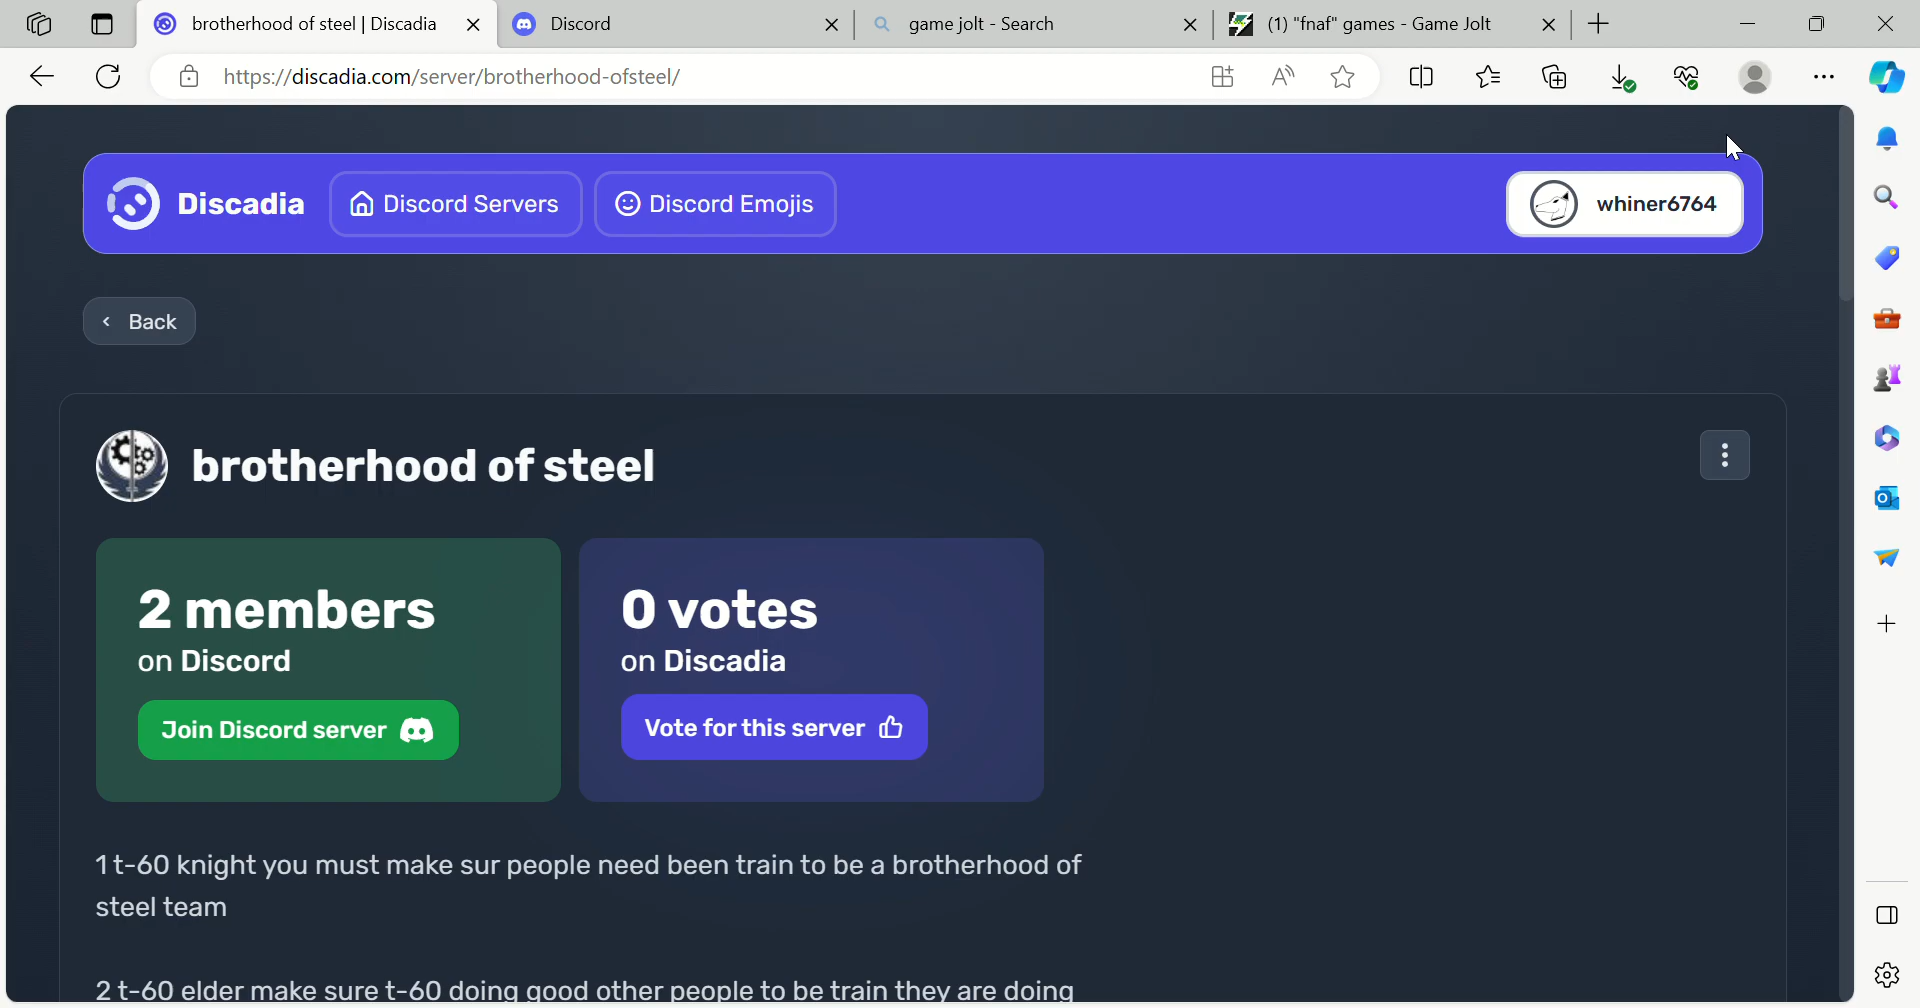 brotherhood of steel | Discadia
Discord
game jolt - Search
(1) "fnaf" games - Game Jolt
https://discadia.com/server/brotherhood-ofsteel/
Discadia
Discord Servers
Discord Emojis
whiner6764
Back
brotherhood of steel
2 members
on Discord
Join Discord server
0 votes
on Discadia
Vote for this server
1 t-60 knight you must make sur people need been train to be a brotherhood of
steel team
2 t-60 elder make sure t-60 doing good other people to be train they are doing